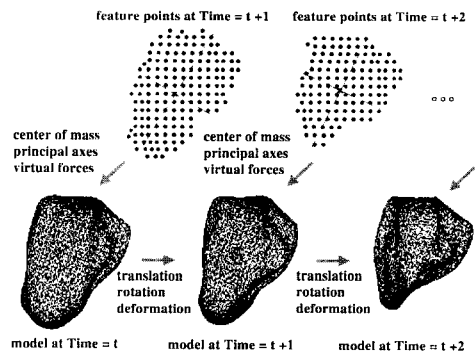 feature points at Time = t +1
feature points at Time = t +2
center of mass
principal axes
virtual forces
center of mass
principal axes
virtual forces
translation
rotation
deformation
translation
rotation
deformation
model at Time = t
model at Time = t +1
model at Time = t +2